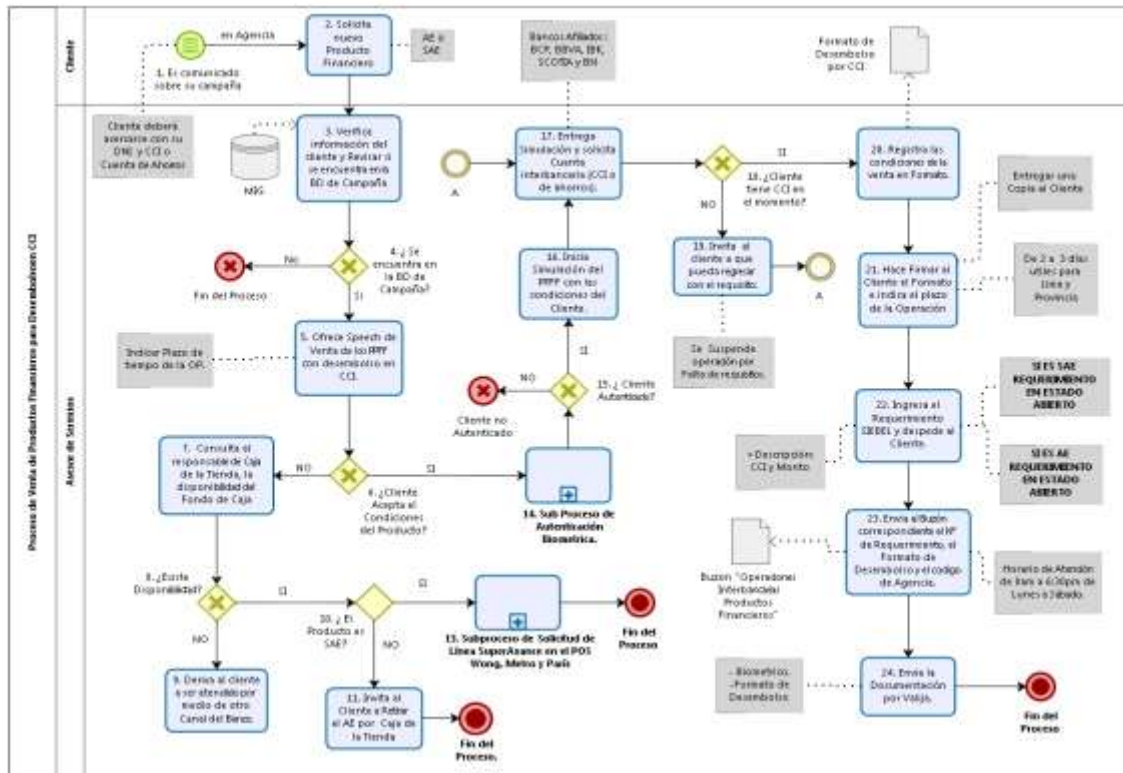 Proceso de Venta de Productos Financieros para Desembolso en CCI
Cliente
en Agencia
1. Es comunicado
sobre su campaña
2. Solicita
nuevo
Producto
Financiero
AE o
SAE
Bancos Afiliados:
BCP, BBVA, IBK,
SCOTIA y BN
Formato de
Desembolso
por CCI.
Asesor de Servicios
Cliente deberá
acercarse con su
DNI y CCI o
Cuenta de Ahorros
MIG
3. Verifica
información del
cliente y Revisar si
se encuentra en la
BD de Campaña
4. ¿ Se
encuentra en
la BD de
Campaña?
No
Fin del Proceso
SI
Indicar Plazo de
tiempo de la OP.
5. Ofrece Speech de
Venta de los PPFF
con desembolso en
CCI.
6. ¿Cliente
Acepta el
Condiciones
del Producto?
NO
SI
7. Consulta al
responsable de Caja
de la Tienda, la
disponibilidad del
Fondo de Caja
8. ¿Existe
Disponibilidad?
SI
NO
9. Deriva al cliente
a ser atendido por
medio de otro
Canal del Banco.
10. ¿ El
Producto es
SAE?
SI
NO
11. Invita al
Cliente a Retirar
el AE por Caja de
la Tienda
Fin del
Proceso.
13. Subproceso de Solicitud de
Línea SuperAvance en el POS
Wong, Metro y París
Fin del
Proceso
14. Sub Proceso de
Autenticación
Biometrica.
15. ¿ Cliente
Autenticado?
NO
Cliente no
Autenticado
SI
16. Inicia
Simulación del
PPFF con las
condiciones del
Cliente.
A
17. Entrega
Simulación y solicita
Cuenta
interbancaria (CCI
o de ahorros).
18. ¿Cliente
tiene CCI en
el momento?
SI
NO
19. Invita al
cliente a que
pueda regresar
con el requisito.
A
Se Suspende
operación por
Falta de requisitos.
20. Registra las
condiciones de la
venta en Formato.
Entregar una
Copia al Cliente
21. Hace Firmar al
Cliente el Formato
e indica el plazo
de la Operación
De 2 a 3 días
utiles para
Lima y
Provincia
22. Ingresa el
Requerimiento
SIEBEL y despide al
Cliente.
SI ES SAE
REQUERIMIENTO
EN ESTADO
ABIERTO
SI ES AE
REQUERIMIENTO
EN ESTADO
ABIERTO
+ Descripción:
CCI y Monto.
23. Envia al Buzón
correspondiente el Nº
de Requerimiento, el
Formato de
Desembolso y el codigo
de Agencia.
Buzon "Operaciones
Interbancarias
Productos
Financieros"
Horario de Atención
de 9am a 6:30pm de
Lunes a Sábado.
24. Envia la
Documentación
por Valija.
- Biometrico.
-Formato de
Desembolso.
Fin del
Proceso